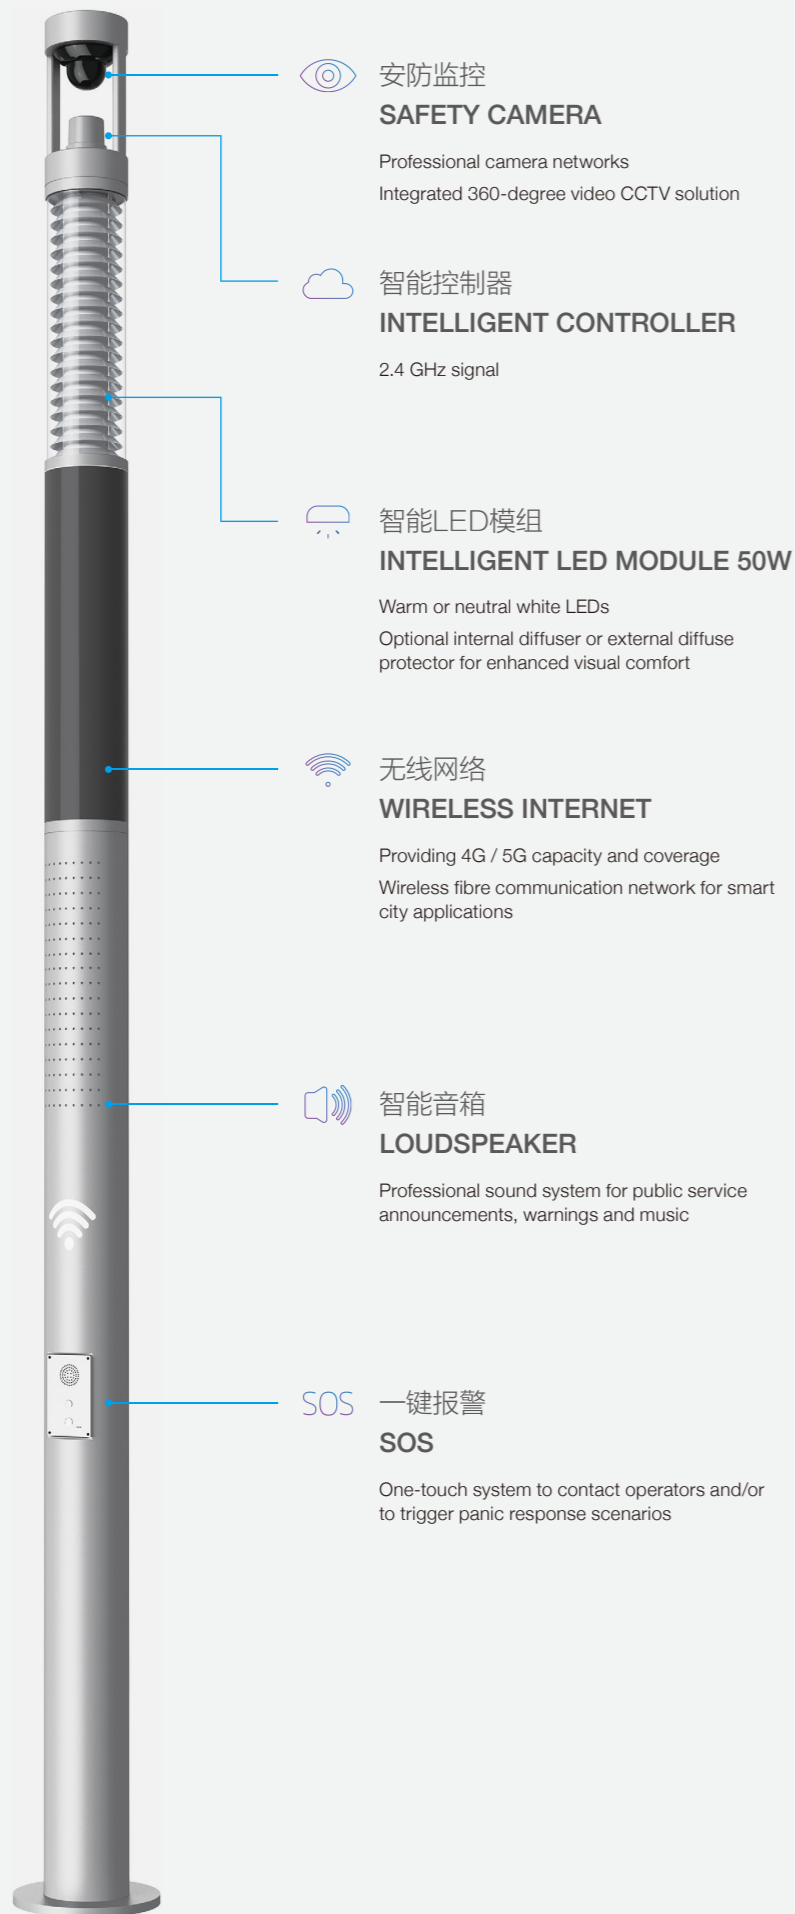 安防监控
SAFETY CAMERA
Professional camera networks
Integrated 360-degree video CCTV solution
智能控制器
INTELLIGENT CONTROLLER
2.4 GHz signal
智能LED模组
INTELLIGENT LED MODULE 50W
Warm or neutral white LEDs
Optional internal diffuser or external diffuse
protector for enhanced visual comfort
无线网络
WIRELESS INTERNET
Providing 4G / 5G capacity and coverage
Wireless fibre communication network for smart
city applications
智能音箱
LOUDSPEAKER
Professional sound system for public service
announcements, warnings and music
SOS
一键报警
SOS
One-touch system to contact operators and/or
to trigger panic response scenarios